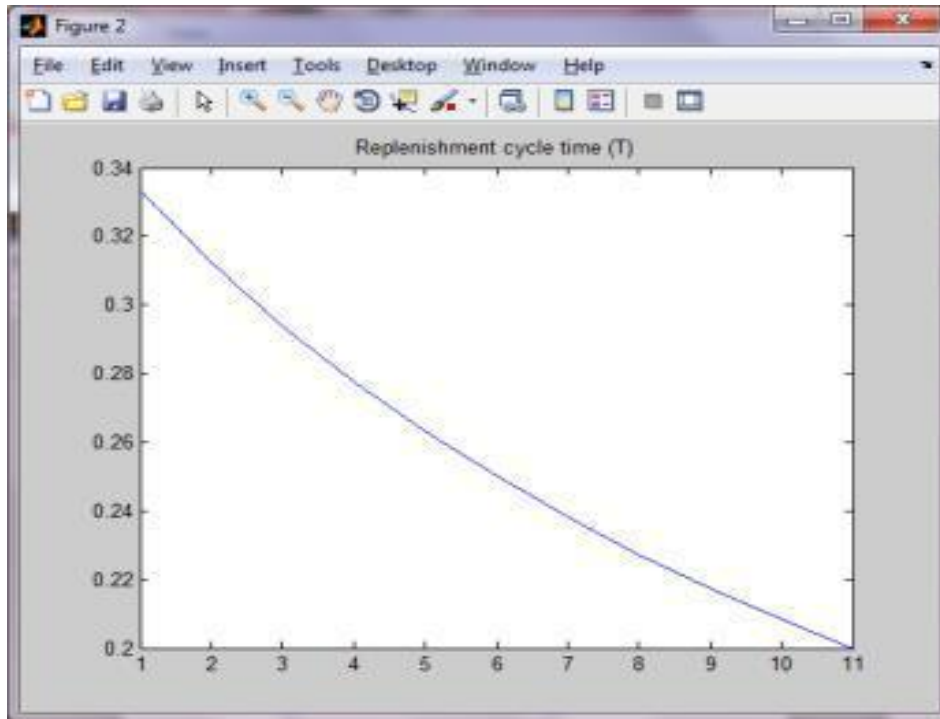 Figure 2
File Edit View Insert Tools Desktop Window Help
Replenishment cycle time (T)
0.34
0.32
0.3
0.28
0.26
0.24
0.22
0.2
1 2 3 4 5 6 7 8 9 10 11